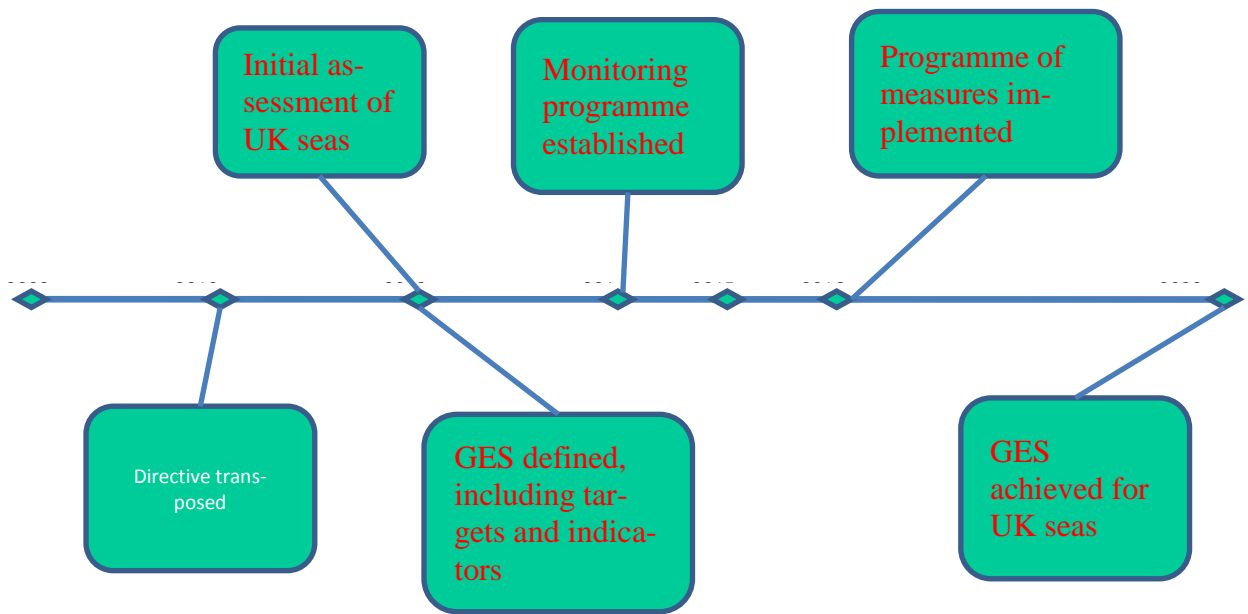 Initial as-
sessment of
UK seas
Monitoring
programme
established
Programme of
measures im-
plemented
Directive trans-
posed
GES defined,
including tar-
gets and indica-
tors
GES
achieved for
UK seas